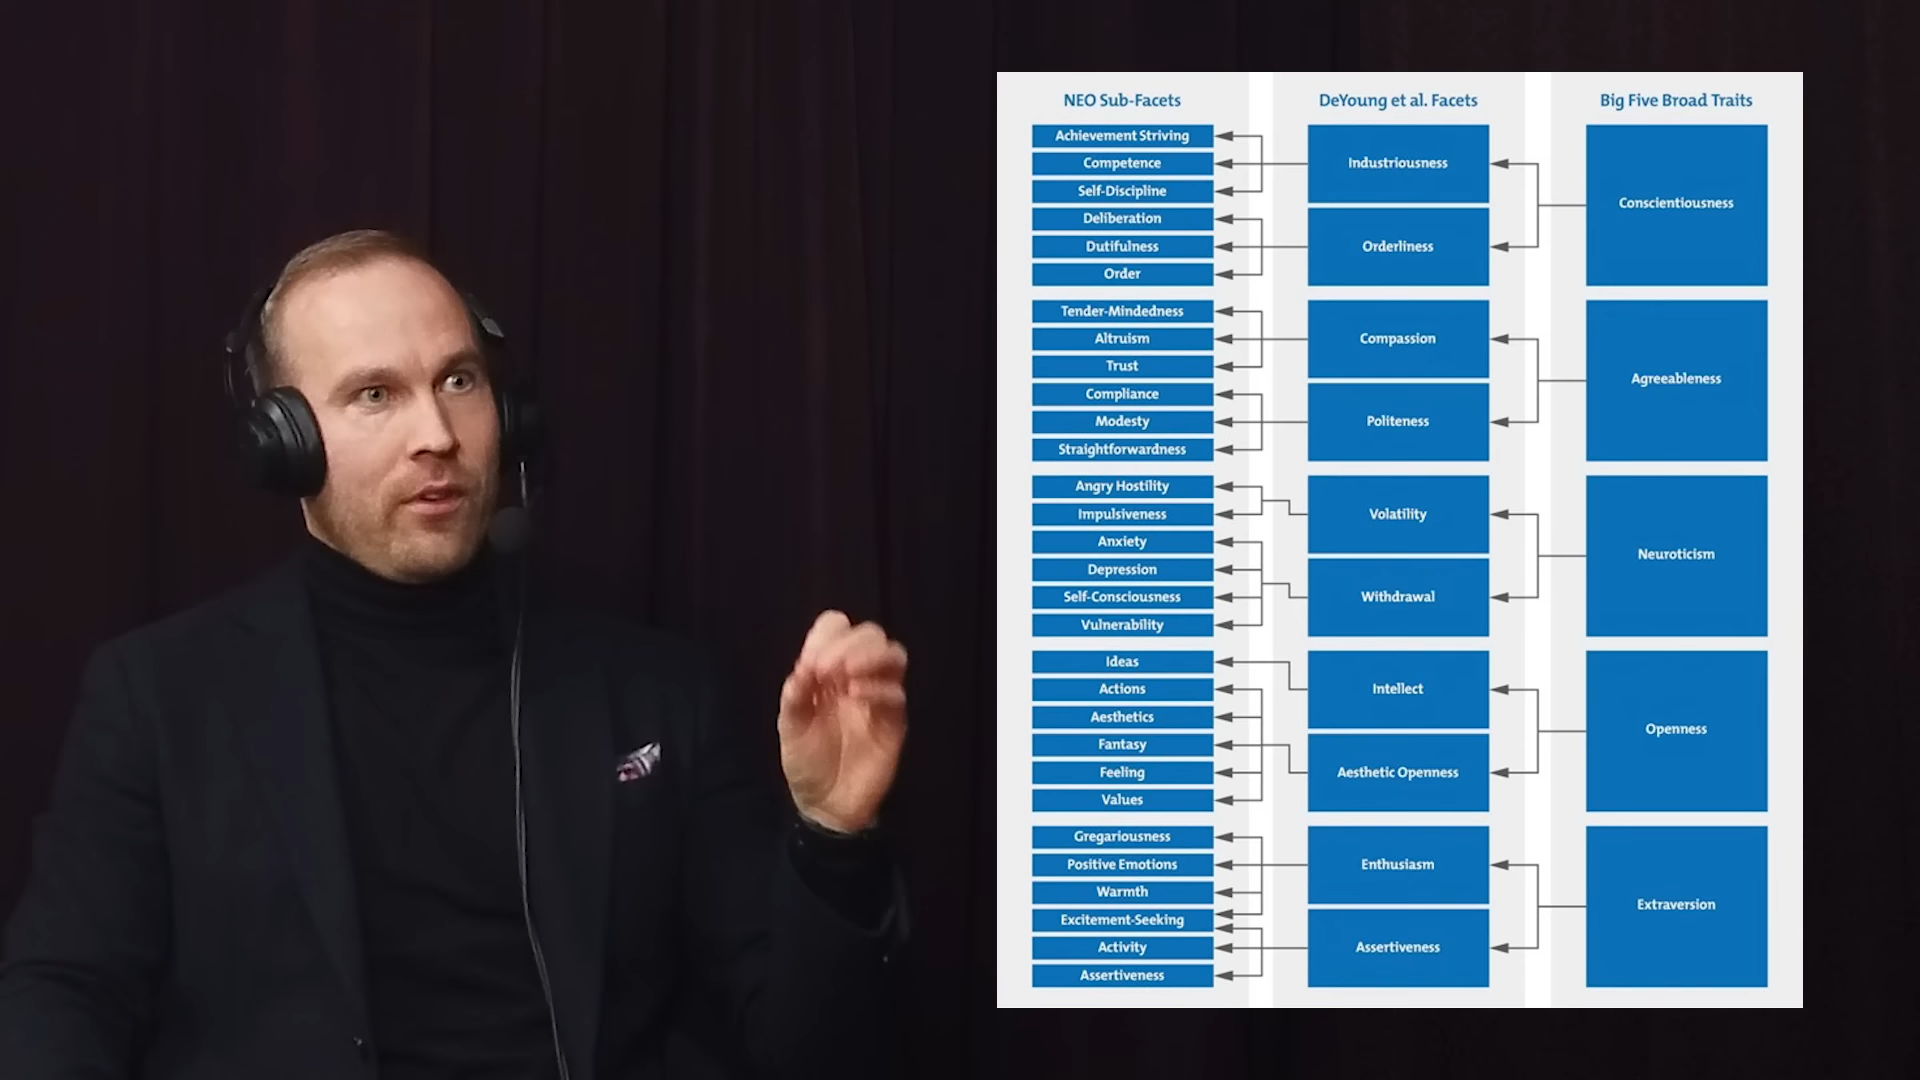 NEO Sub-Facets
DeYoung et al. Facets
Big Five Broad Traits
Achievement Striving
Competence
Self-Discipline
Deliberation
Dutifulness
Order
Industriousness
Orderliness
Conscientiousness
Tender-Mindedness
Altruism
Trust
Compliance
Modesty
Straightforwardness
Compassion
Politeness
Agreeableness
Angry Hostility
Impulsiveness
Anxiety
Depression
Self-Consciousness
Vulnerability
Volatility
Withdrawal
Neuroticism
Ideas
Actions
Aesthetics
Fantasy
Feeling
Values
Intellect
Aesthetic Openness
Openness
Gregariousness
Positive Emotions
Warmth
Excitement-Seeking
Activity
Assertiveness
Enthusiasm
Assertiveness
Extraversion